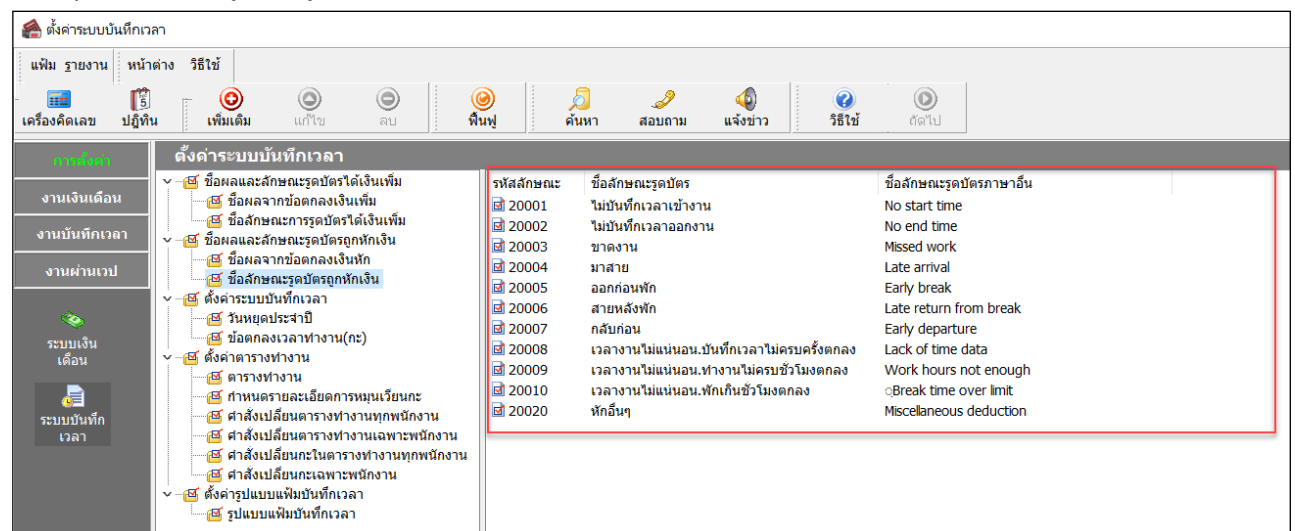 ตั้งค่าระบบบันทึกเวลา
แฟ้ม รายงาน หน้าต่าง วิธีใช้
เครื่องคิดเลข ปฏิทิน เพิ่มเติม แก้ไข ลบ ฟื้นฟู ค้นหา สอบถาม แจ้งข่าว วิธีใช้ ถัดไป
การตั้งค่า
งานเงินเดือน
งานบันทึกเวลา
งานผ่านเวป
ระบบเงิน
เดือน
ระบบบันทึก
เวลา
ตั้งค่าระบบบันทึกเวลา
ชื่อผลและลักษณะรูดบัตรได้เงินเพิ่ม
ชื่อผลจากข้อตกลงเงินเพิ่ม
ชื่อลักษณะการรูดบัตรได้เงินเพิ่ม
ชื่อผลและลักษณะรูดบัตรถูกหักเงิน
ชื่อผลจากข้อตกลงเงินหัก
ชื่อลักษณะรูดบัตรถูกหักเงิน
ตั้งค่าระบบบันทึกเวลา
วันหยุดประจำปี
ข้อตกลงเวลาทำงาน(กะ)
ตั้งค่าตารางทำงาน
ตารางทำงาน
กำหนดรายละเอียดการหมุนเวียนกะ
คำสั่งเปลี่ยนตารางทำงานทุกพนักงาน
คำสั่งเปลี่ยนตารางทำงานเฉพาะพนักงาน
คำสั่งเปลี่ยนกะในตารางทำงานทุกพนักงาน
คำสั่งเปลี่ยนกะเฉพาะพนักงาน
ตั้งค่ารูปแบบแฟ้มบันทึกเวลา
รูปแบบแฟ้มบันทึกเวลา
รหัสลักษณะ ชื่อลักษณะรูดบัตร ชื่อลักษณะรูดบัตรภาษาอื่น
20001 ไม่บันทึกเวลาเข้างาน No start time
20002 ไม่บันทึกเวลาออกงาน No end time
20003 ขาดงาน Missed work
20004 มาสาย Late arrival
20005 ออกก่อนพัก Early break
20006 สายหลังพัก Late return from break
20007 กลับก่อน Early departure
20008 เวลางานไม่แน่นอน.บันทึกเวลาไม่ครบครั้งตกลง Lack of time data
20009 เวลางานไม่แน่นอน.ทำงานไม่ครบชั่วโมงตกลง Work hours not enough
20010 เวลางานไม่แน่นอน.พักเกินชั่วโมงตกลง Break time over limit
20020 หักอื่นๆ Miscellaneous deduction